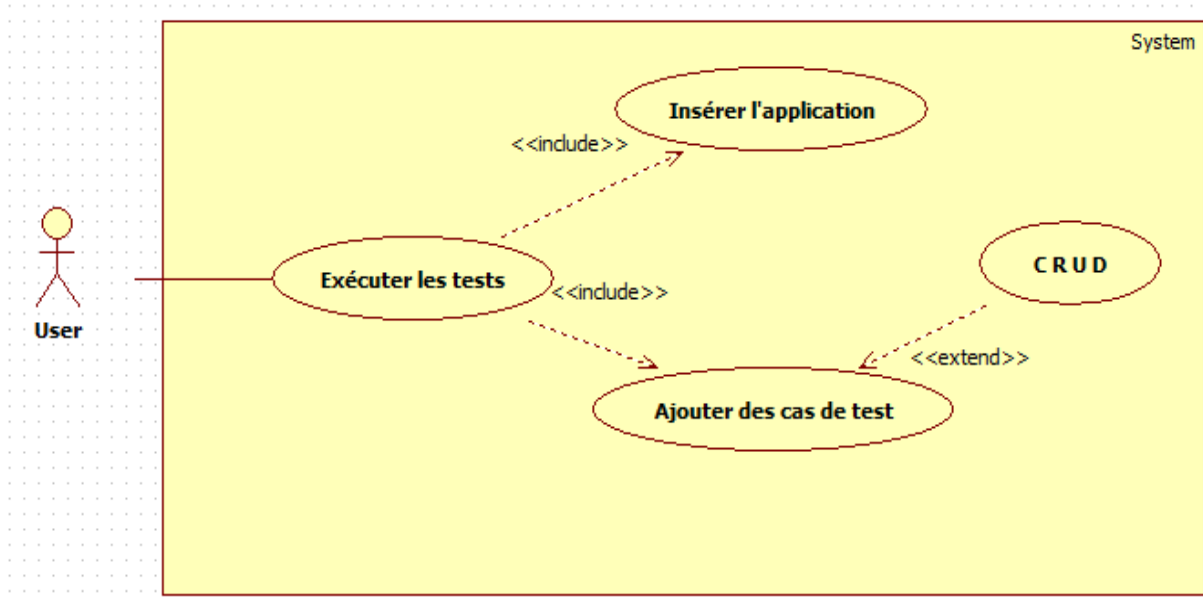 System
Insérer l'application
<<include>>
C R U D
Exécuter les tests
<<include>>
User
<<extend>>
Ajouter des cas de test